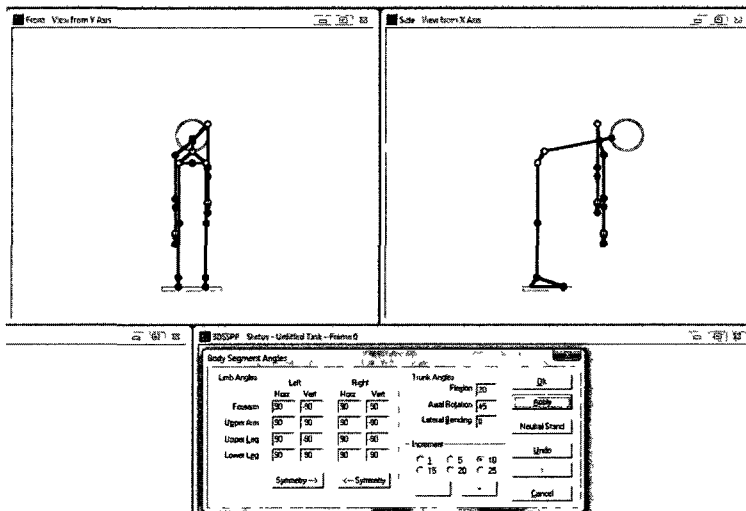 Front View from Y Axis
Side View from X Axis
3DSSPP Status - Untitled Task - Frame 0
Body Segment Angles
Limb Angles
Left Right
Horz Vert Horz Vert
Forearm 90 -90 90 -90
Upper Arm 90 -90 90 -90
Upper Leg 90 -90 90 -90
Lower Leg 90 90 90 90
Symmetry --> <-- Symmetry
Trunk Angles
Flexion 20
Axial Rotation 45
Lateral Bending 0
Increment
1 5 10
15 20 25
Ok
Apply
Neutral Stand
Undo
Cancel